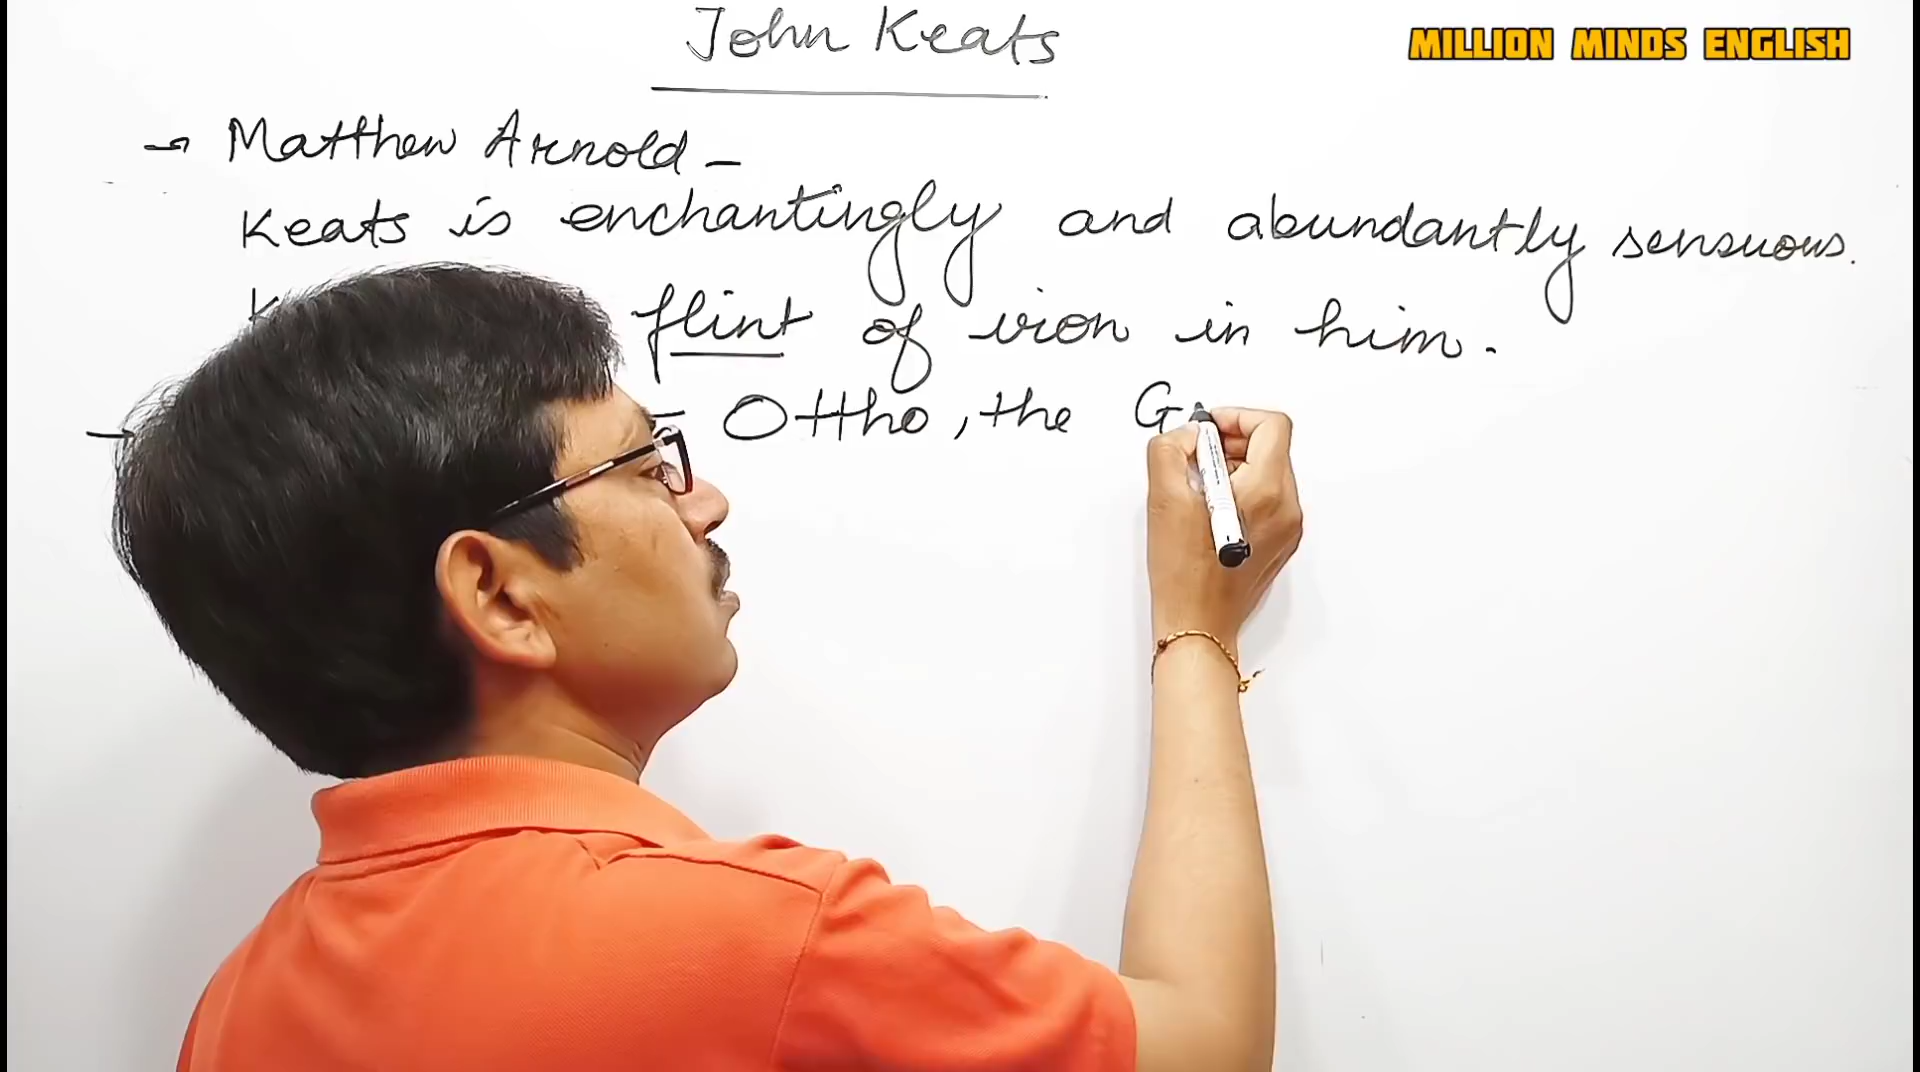 John Keats
MILLION MINDS ENGLISH
→ Matthew Arnold -
Keats is enchantingly and abundantly sensuous.
K flint of iron in him.
- Ottho, the G